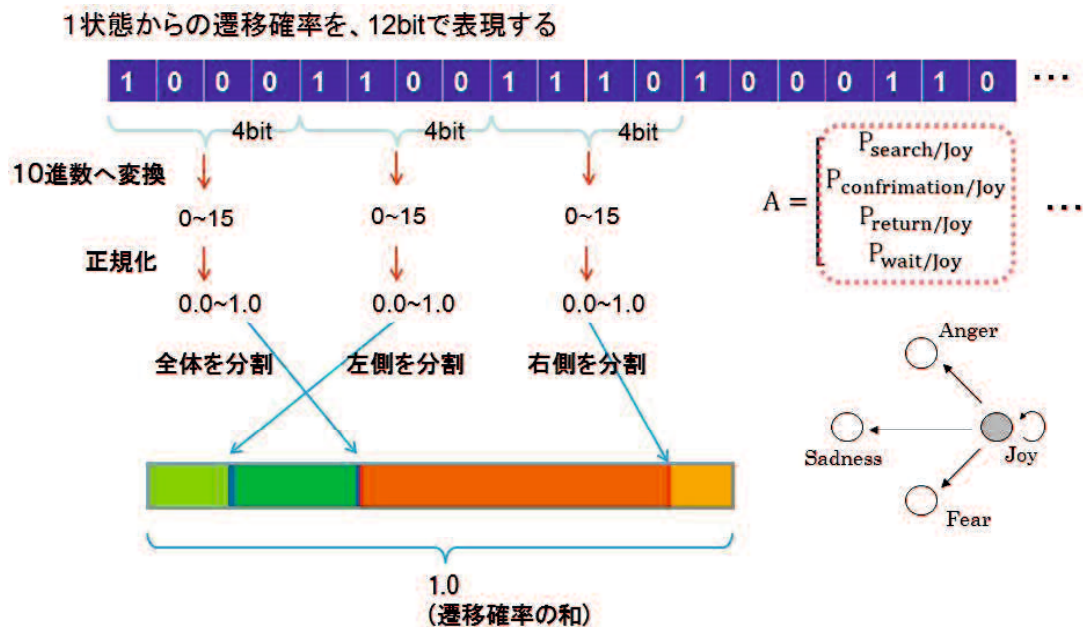 1状態からの遷移確率を、12bitで表現する
1 0 0 0 1 1 0 0 1 1 1 0 1 0 0 0 1 1 0 ...
4bit 4bit 4bit
10進数へ変換
0~15 0~15 0~15
正規化
0.0~1.0 0.0~1.0 0.0~1.0
全体を分割 左側を分割 右側を分割
1.0
(遷移確率の和)
P search/Joy
P confrimation/Joy
A = ...
P return/Joy
P wait/Joy
Anger
Sadness
Joy
Fear